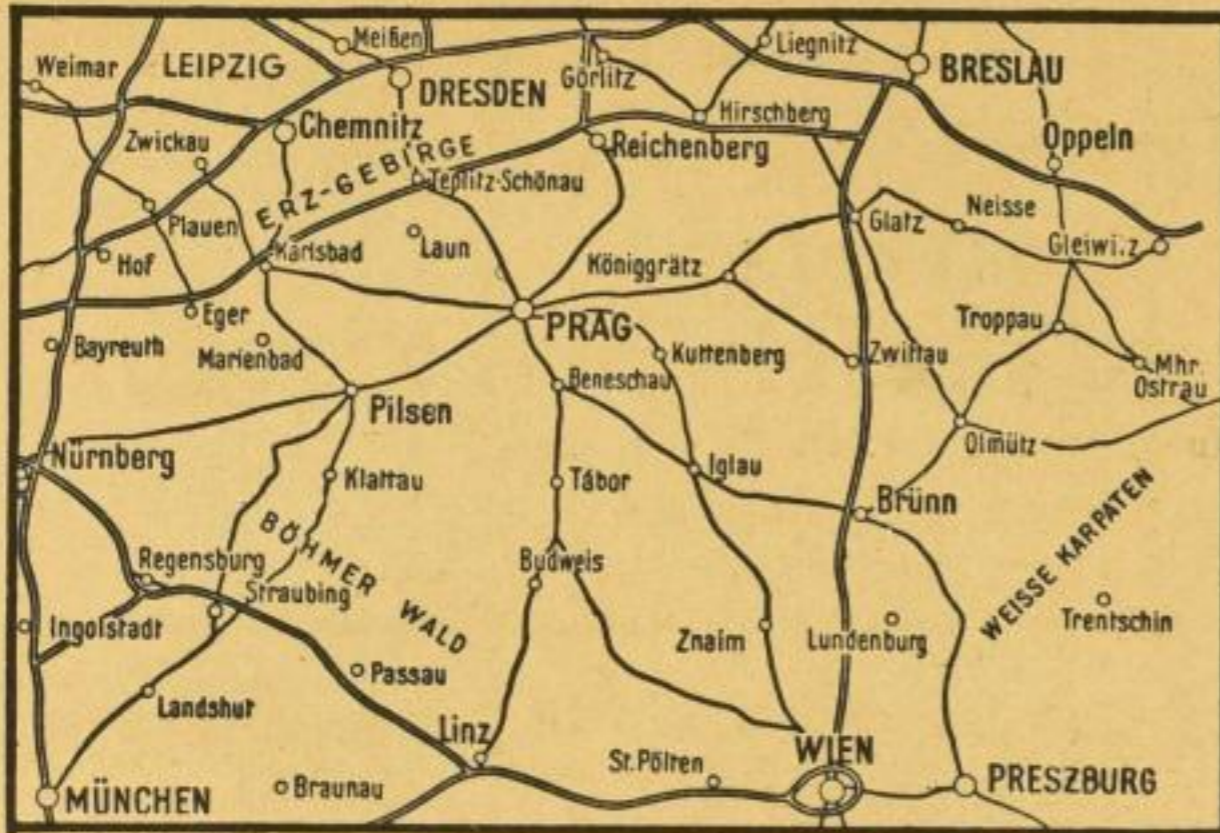 Meißen
Liegnitz
Weimar
LEIPZIG
Görlitz
BRESLAU
DRESDEN
Hirschberg
Chemnitz
Zwickau
Reichenberg
Oppeln
ERZ-GEBIRGE
Teplitz-Schönau
Plauen
Glatz
Neisse
Hof
Karlsbad
Laun
Königgrätz
Gleiwi.z
Eger
PRAG
Troppau
Bayreuth
Marienbad
Kuttenberg
Zwittau
Mhr.
Ostrau
Beneschau
Pilsen
Olmütz
Nürnberg
Klattau
Tábor
Iglau
Brünn
BÖHMER WALD
WEISSE KARPATEN
Regensburg
Budweis
Straubing
Ingolstadt
Znaim
Lundenburg
Trentschin
Passau
Landshut
Linz
WIEN
St. Pölten
MÜNCHEN
Braunau
PRESZBURG